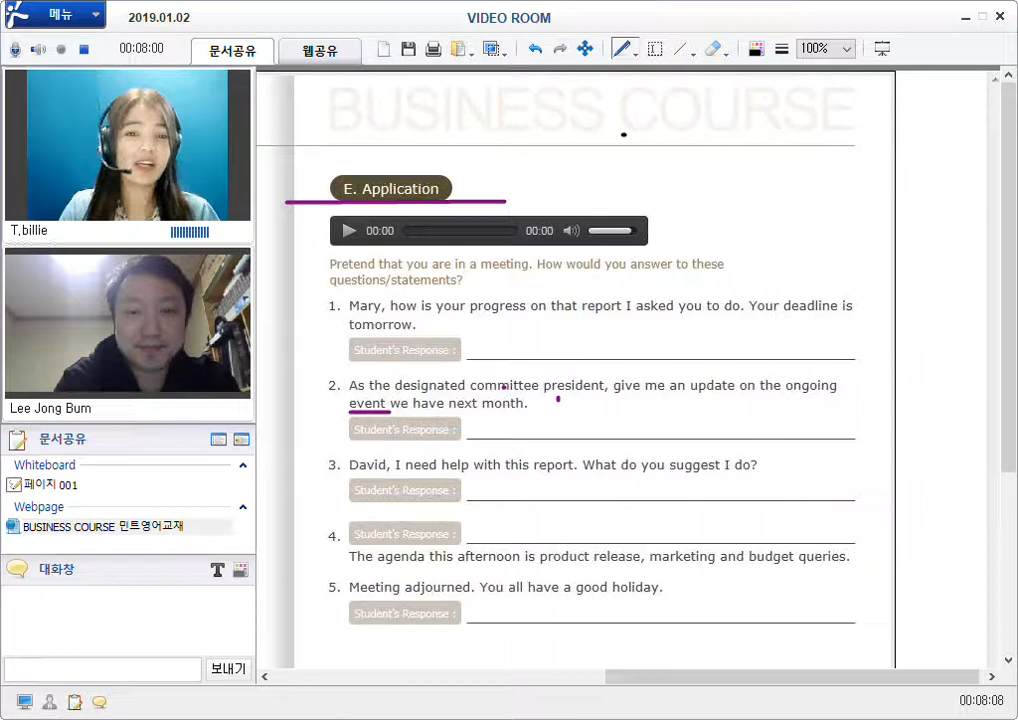 메뉴
2019.01.02
VIDEO ROOM
00:08:00
문서공유
웹공유
100%
T.billie
Lee Jong Bum
문서공유
Whiteboard
페이지 001
Webpage
BUSINESS COURSE 민트영어교재
대화창
보내기
BUSINESS COURSE
E. Application
00:00
00:00
Pretend that you are in a meeting. How would you answer to these
questions/statements?
1. Mary, how is your progress on that report I asked you to do. Your deadline is
tomorrow.
Student's Response :
2. As the designated committee president, give me an update on the ongoing
event we have next month.
Student's Response :
3. David, I need help with this report. What do you suggest I do?
Student's Response :
4. Student's Response :
The agenda this afternoon is product release, marketing and budget queries.
5. Meeting adjourned. You all have a good holiday.
Student's Response :
00:08:08